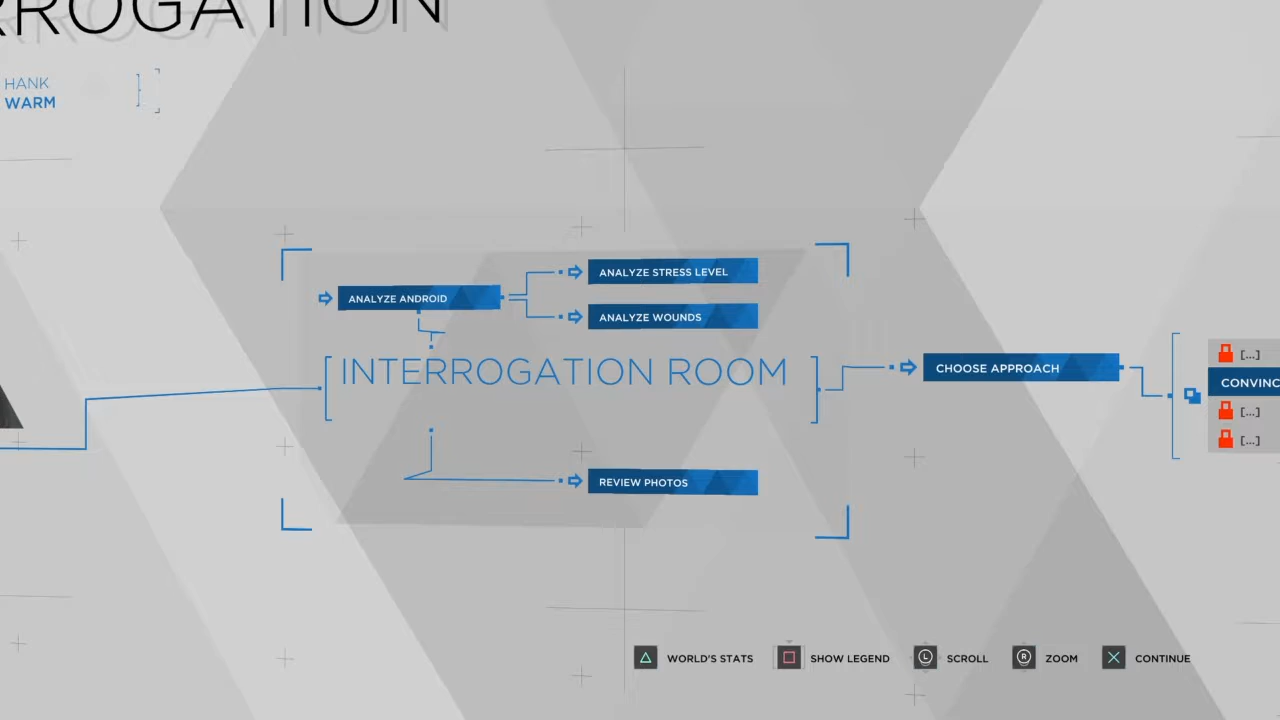 RROGATION
HANK
WARM
ANALYZE STRESS LEVEL
ANALYZE ANDROID
ANALYZE WOUNDS
INTERROGATION ROOM
CHOOSE APPROACH
[...]
CONVINC
[...]
[...]
REVIEW PHOTOS
WORLD'S STATS
SHOW LEGEND
L SCROLL
R ZOOM
CONTINUE